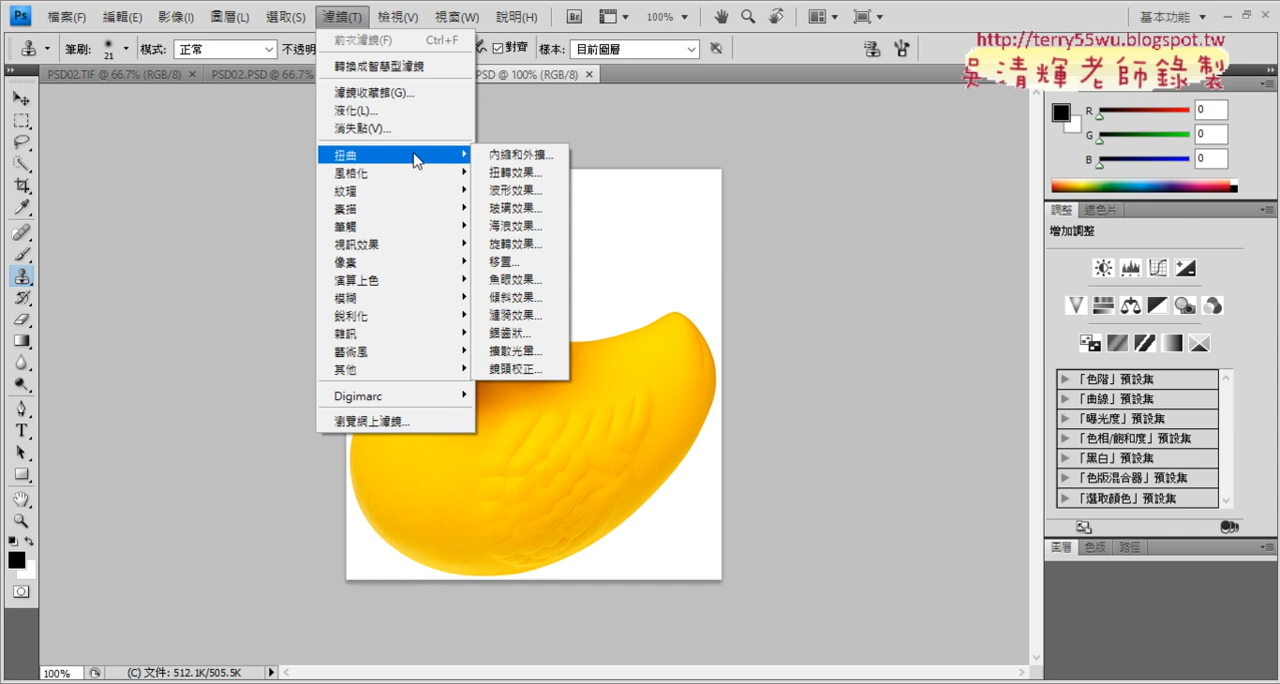 Ps 檔案(F) 編輯(E) 影像(I) 圖層(L) 選取(S) 濾鏡(T) 檢視(V) 視窗(W) 說明(H) Br 100% 基本功能
http://terry55wu.blogspot.tw
吳清輝老師錄製
筆刷: 21 模式: 正常 不透明 對齊 樣本: 目前圖層
PSD02.TIF @ 66.7% (RGB/8) × PSD02.PSD @ 66.7% PSD @ 100% (RGB/8) ×
前次濾鏡(F) Ctrl+F
轉換成智慧型濾鏡
濾鏡收藏館(G)...
液化(L)...
消失點(V)...
扭曲
風格化
紋理
素描
筆觸
視訊效果
像素
演算上色
模糊
銳利化
雜訊
藝術風
其他
Digimarc
瀏覽網上濾鏡...
內縮和外擴...
扭轉效果...
波形效果...
玻璃效果...
海浪效果...
旋轉效果...
移置...
魚眼效果...
傾斜效果...
漣漪效果...
鋸齒狀...
擴散光暈...
鏡頭校正...
R 0
G 0
B 0
調整 遮色片
增加調整
「色階」預設集
「曲線」預設集
「曝光度」預設集
「色相/飽和度」預設集
「黑白」預設集
「色版混合器」預設集
「選取顏色」預設集
圖層 色版 路徑
T
100% (C) 文件: 512.1K/505.5K